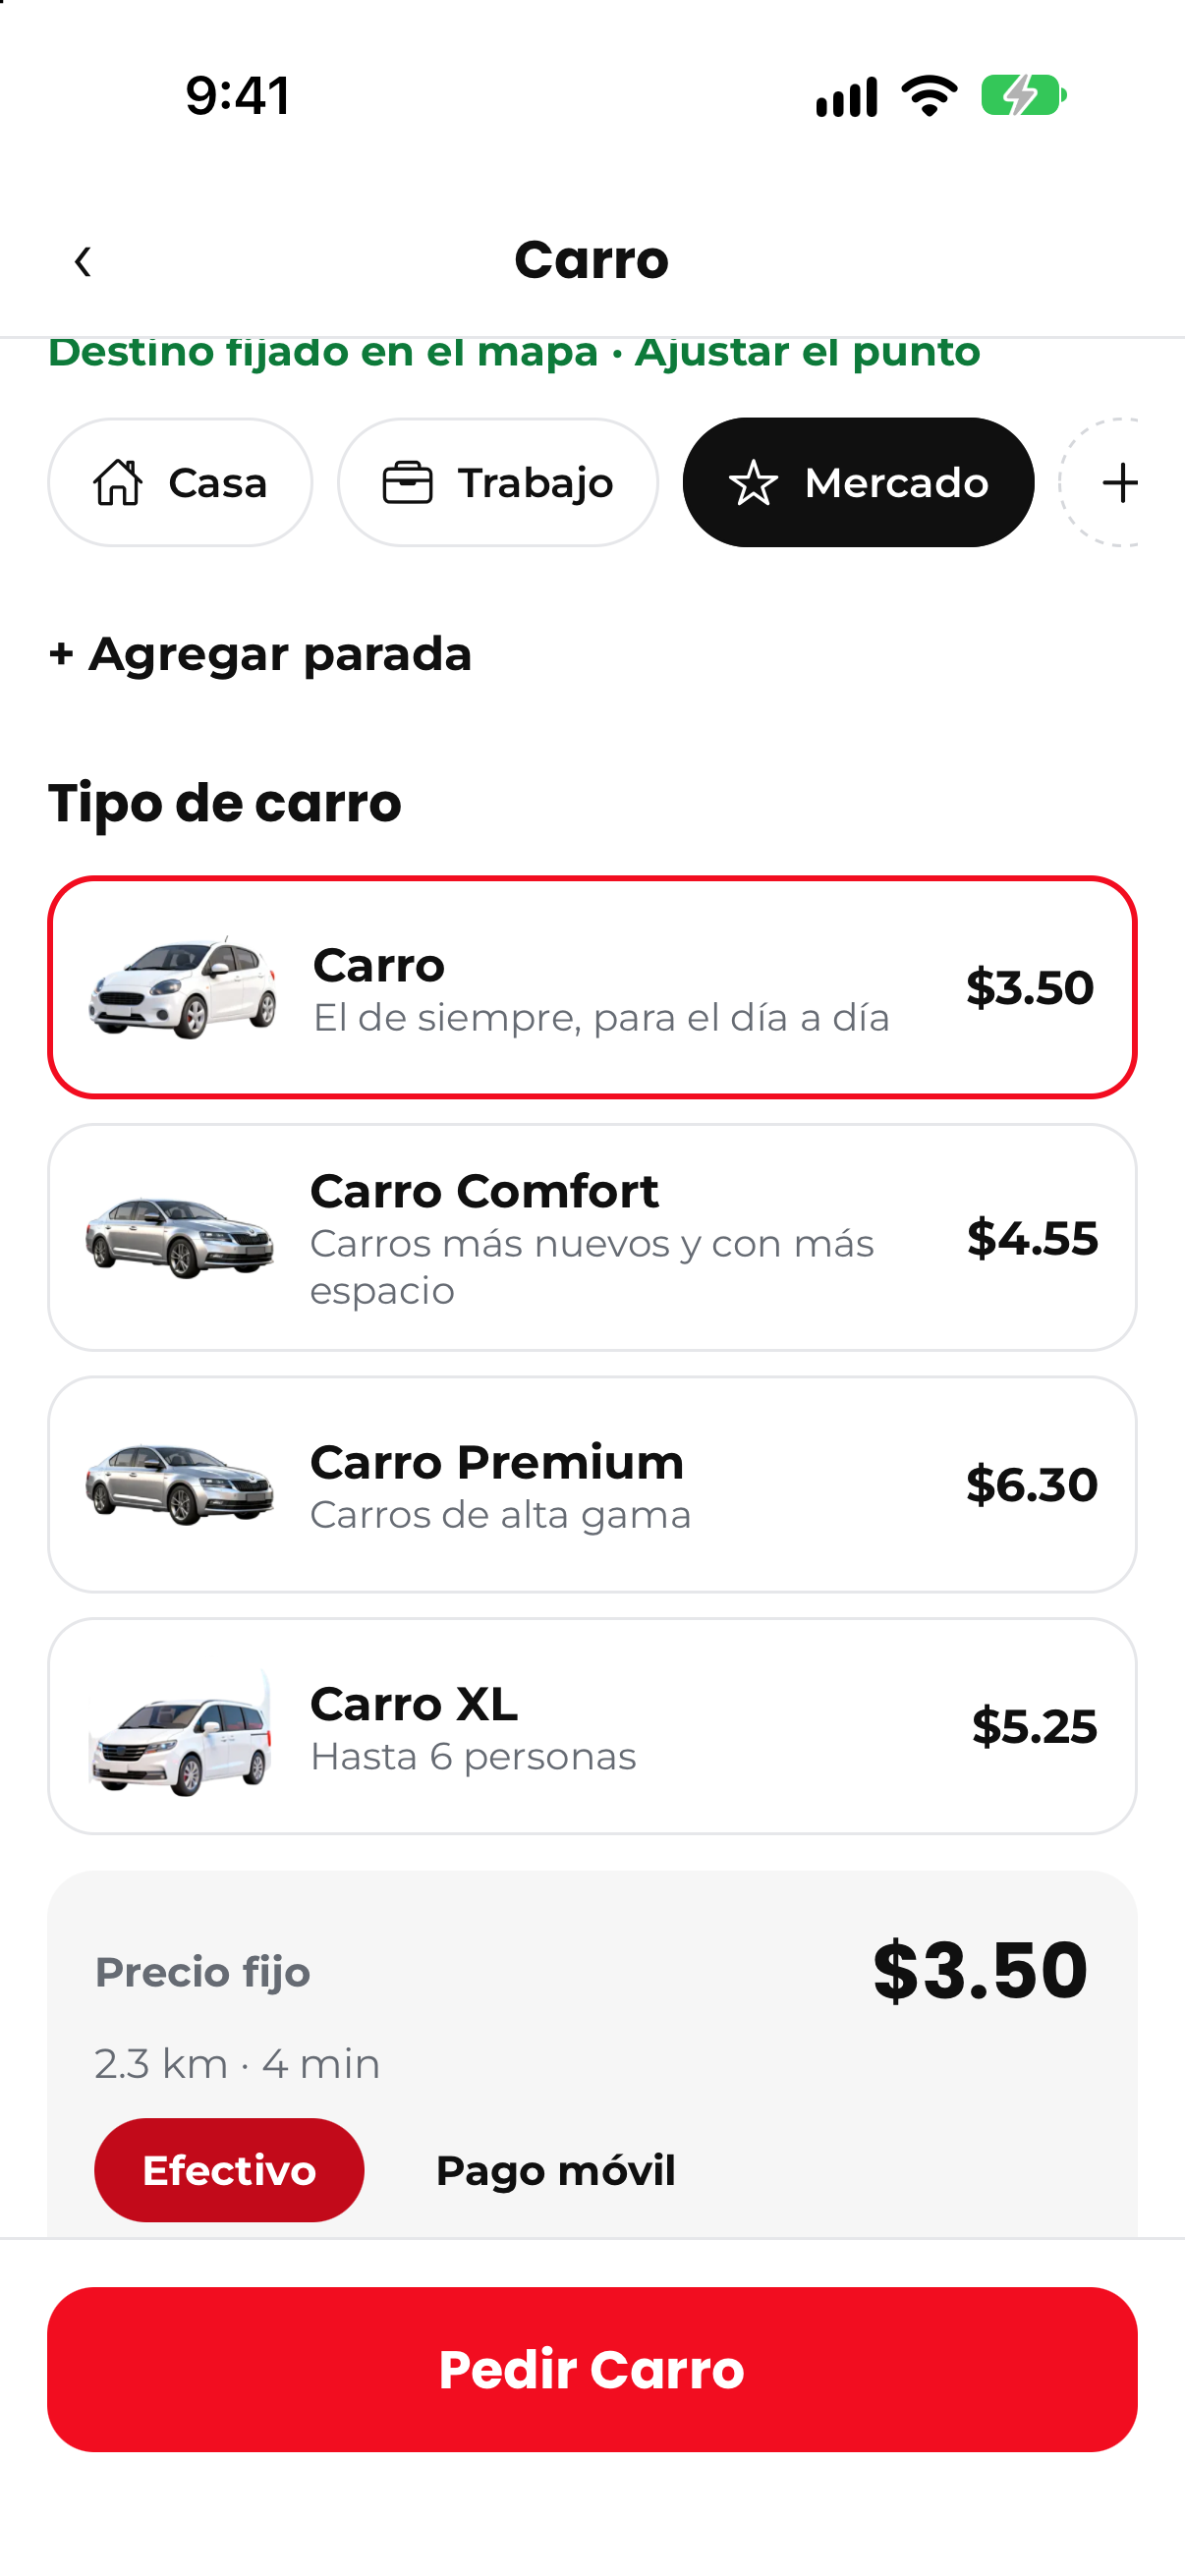 9:41
‹ Carro
Destino fijado en el mapa · Ajustar el punto
Casa
Trabajo
Mercado
+
+ Agregar parada
Tipo de carro
Carro
El de siempre, para el día a día
$3.50
Carro Comfort
Carros más nuevos y con más
espacio
$4.55
Carro Premium
Carros de alta gama
$6.30
Carro XL
Hasta 6 personas
$5.25
Precio fijo
$3.50
2.3 km · 4 min
Efectivo
Pago móvil
Pedir Carro